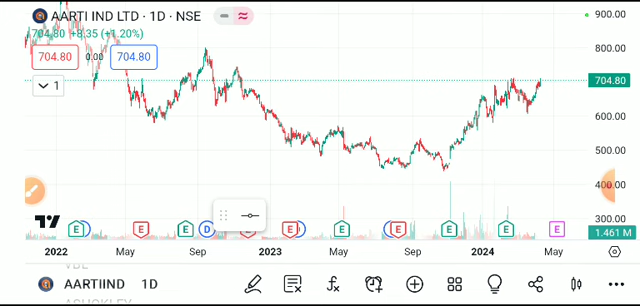 AARTI IND LTD · 1D · NSE
704.80 +8.35 (+1.20%)
704.80 0.00 704.80
1
900.00
800.00
704.80
600.00
500.00
400.00
300.00
1.461 M
E D E E D E E E E E E
2022 May Sep 2023 May Sep 2024 May
AARTIIND 1D